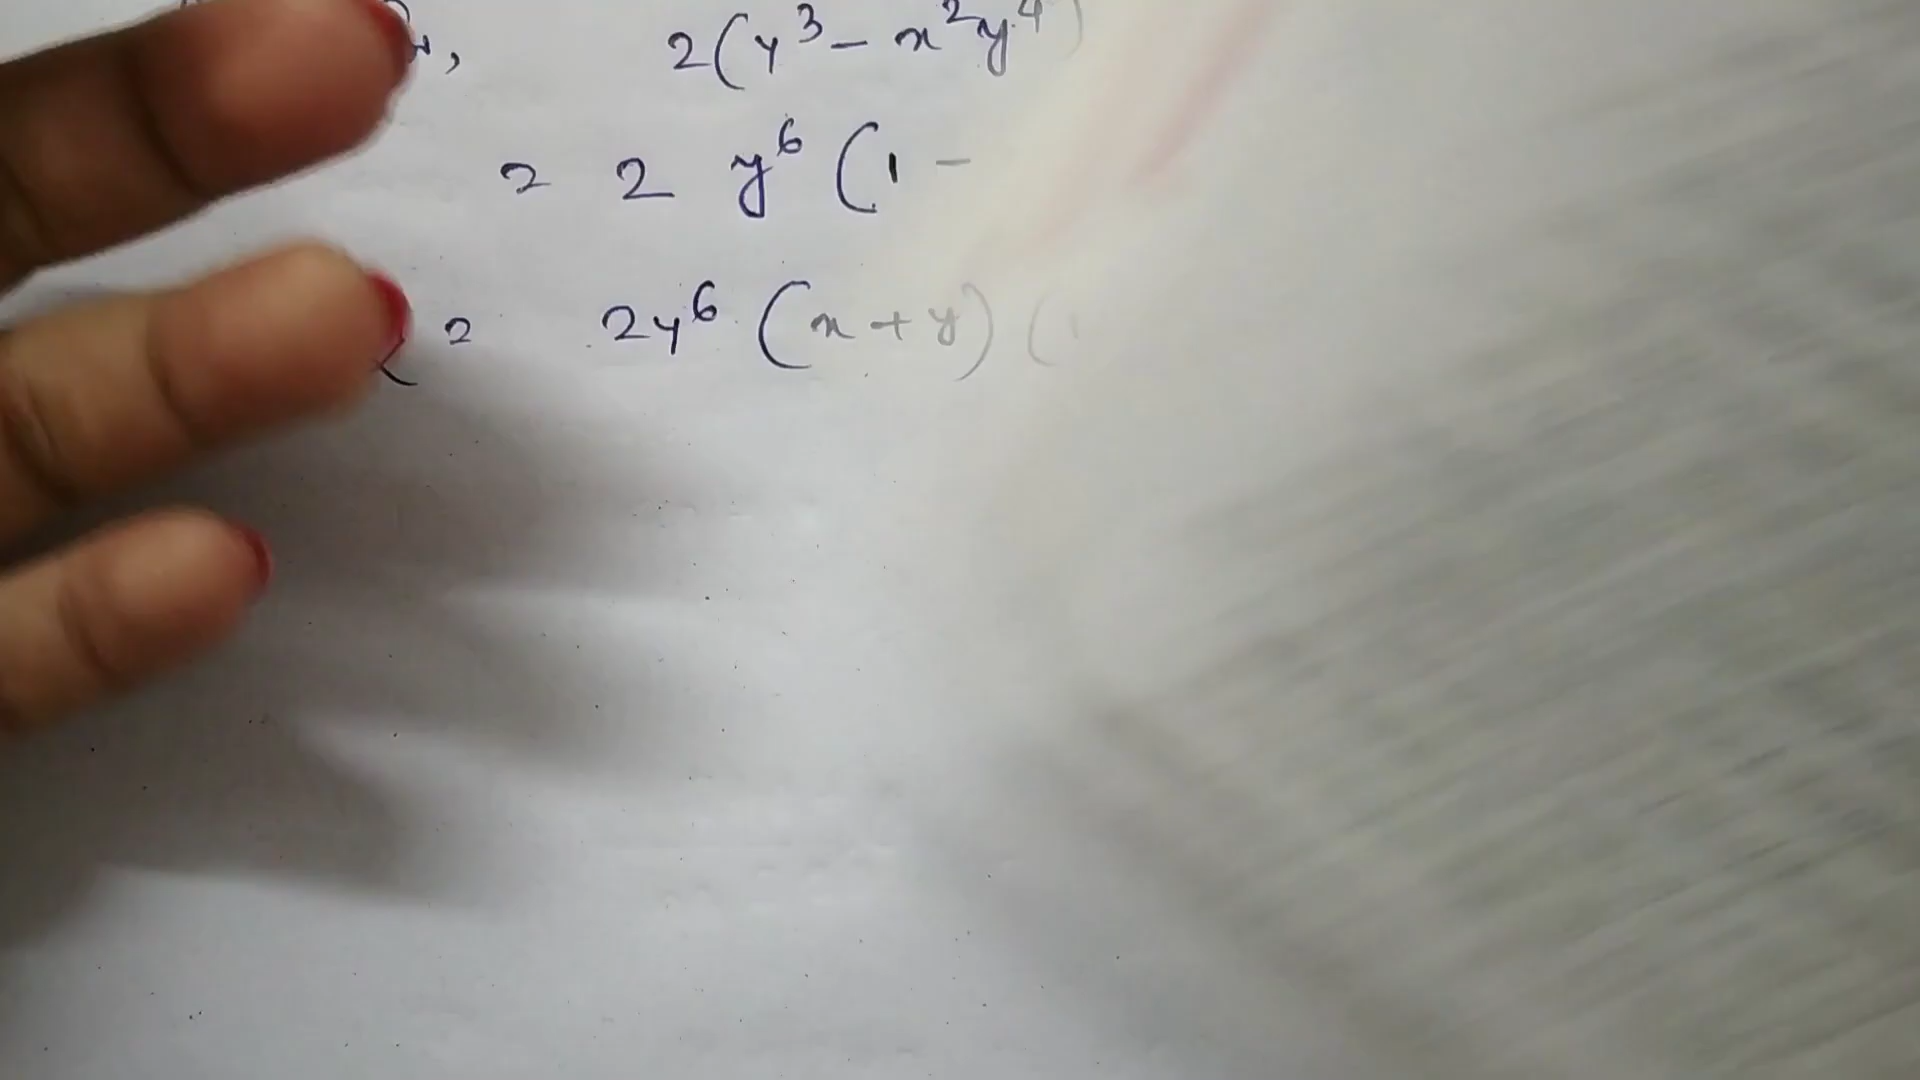 2(y³ - x²y⁴)
= 2 y⁶ (1 -
= 2y⁶ (x + y) (